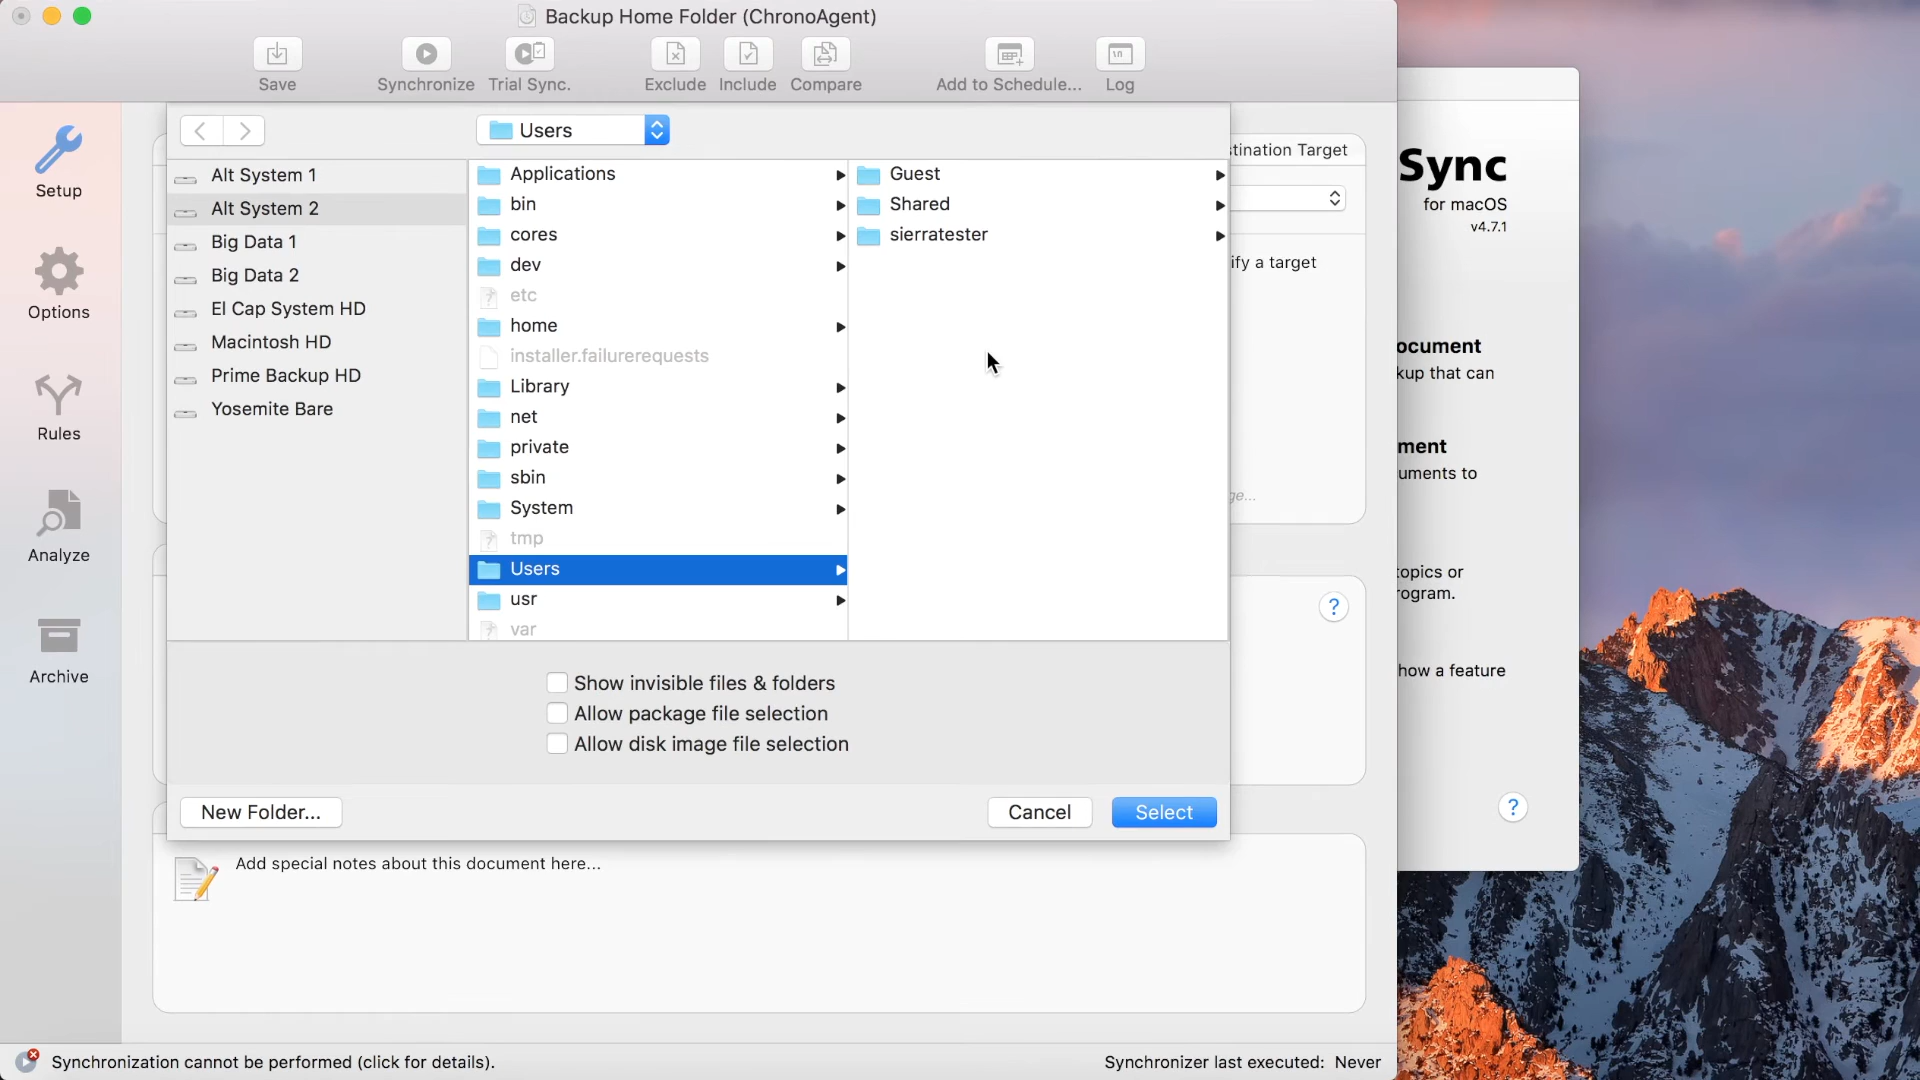 Backup Home Folder (ChronoAgent)
Save
Synchronize
Trial Sync.
Exclude
Include
Compare
Add to Schedule...
Log
Setup
Options
Rules
Analyze
Archive
Users
Alt System 1
Alt System 2
Big Data 1
Big Data 2
El Cap System HD
Macintosh HD
Prime Backup HD
Yosemite Bare
Applications
bin
cores
dev
etc
home
installer.failurerequests
Library
net
private
sbin
System
tmp
Users
usr
var
Guest
Shared
sierratester
Show invisible files & folders
Allow package file selection
Allow disk image file selection
New Folder...
Cancel
Select
stination Target
ify a target
ge...
?
Add special notes about this document here...
Synchronization cannot be performed (click for details).
Synchronizer last executed: Never
Sync
for macOS
v4.7.1
ocument
kup that can
ment
uments to
topics or
rogram.
how a feature
?